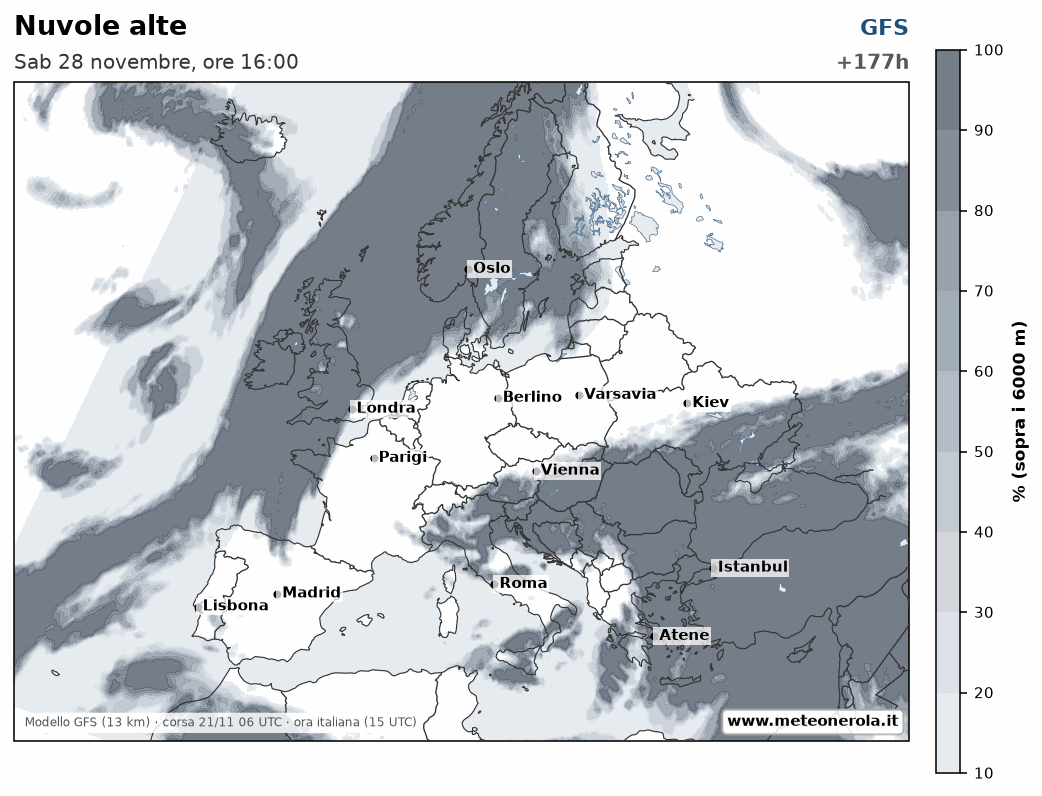 Nuvole alte
GFS
Sab 28 novembre, ore 16:00
+177h
100
90
80
70
60
50
40
30
20
10
% (sopra i 6000 m)
Oslo
Berlino
Varsavia
Kiev
Londra
Parigi
Vienna
Istanbul
Roma
Madrid
Lisbona
Atene
Modello GFS (13 km) · corsa 21/11 06 UTC · ora italiana (15 UTC)
www.meteonerola.it